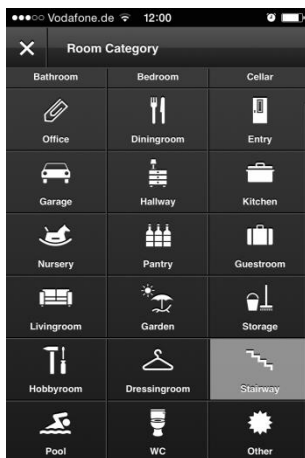 Vodafone.de 12:00
Room Category
Bathroom Bedroom Cellar
Office Diningroom Entry
Garage Hallway Kitchen
Nursery Pantry Guestroom
Livingroom Garden Storage
Hobbyroom Dressingroom Stairway
Pool WC Other